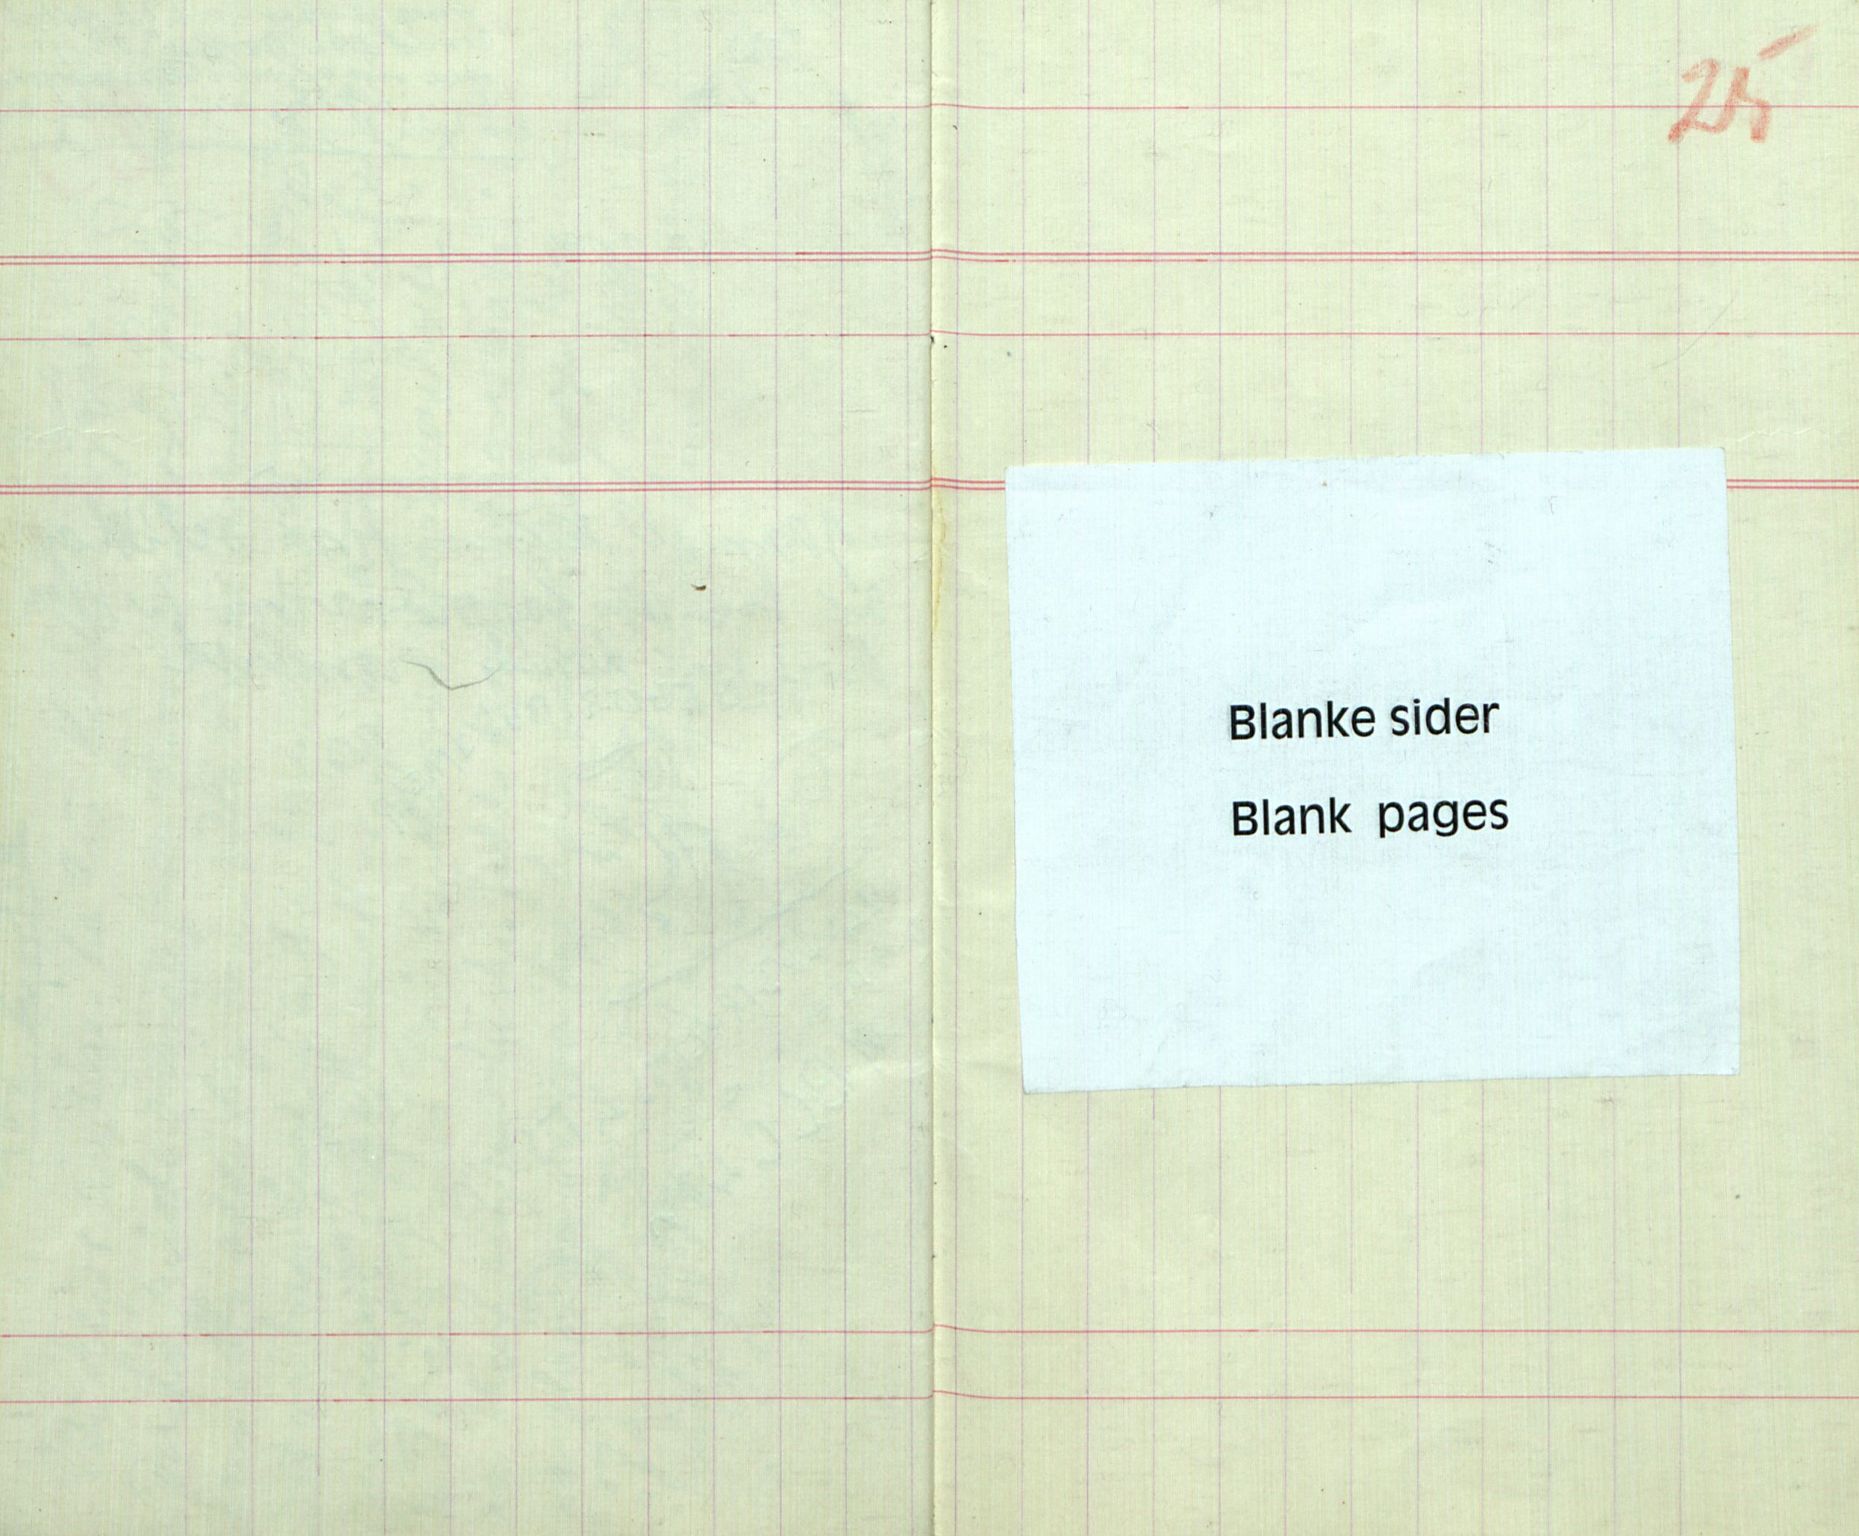 25
Blanke sider
Blank pages